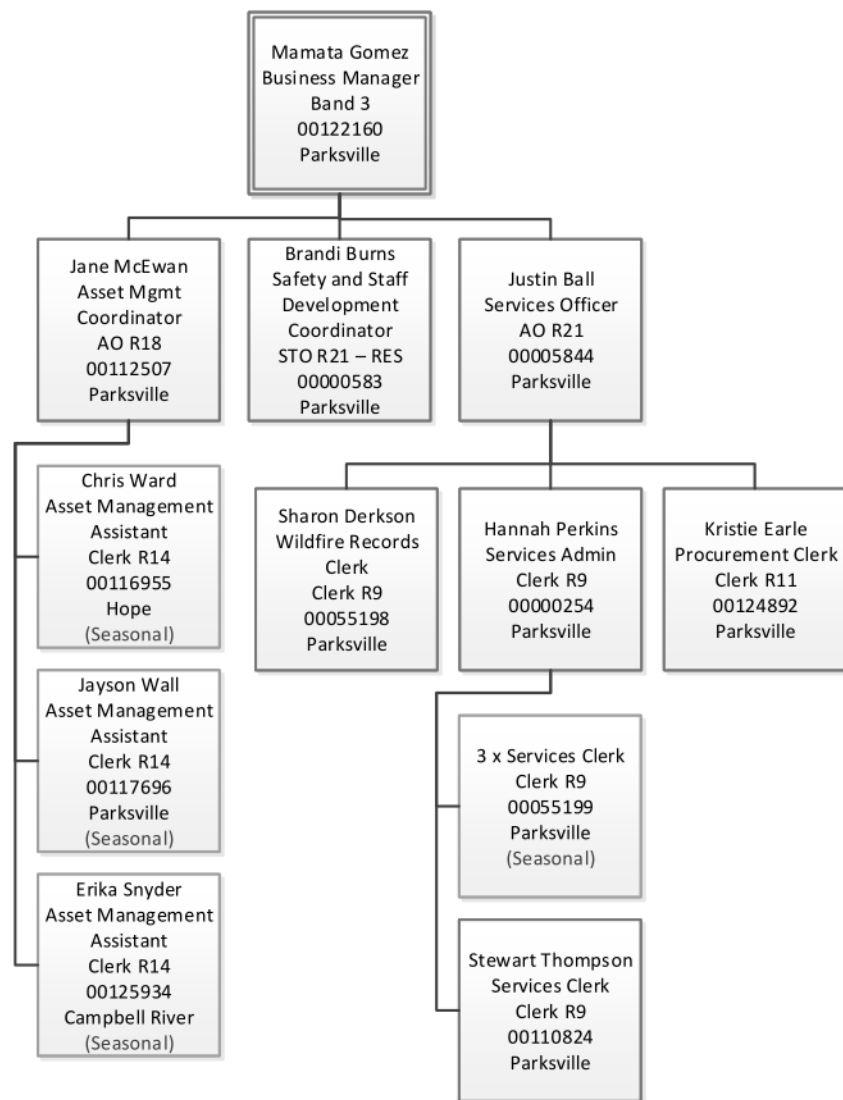 Mamata Gomez
Business Manager
Band 3
00122160
Parksville
Jane McEwan
Asset Mgmt
Coordinator
AO R18
00112507
Parksville
Brandi Burns
Safety and Staff
Development
Coordinator
STO R21 – RES
00000583
Parksville
Justin Ball
Services Officer
AO R21
00005844
Parksville
Chris Ward
Asset Management
Assistant
Clerk R14
00116955
Hope
(Seasonal)
Jayson Wall
Asset Management
Assistant
Clerk R14
00117696
Parksville
(Seasonal)
Erika Snyder
Asset Management
Assistant
Clerk R14
00125934
Campbell River
(Seasonal)
Sharon Derkson
Wildfire Records
Clerk
Clerk R9
00055198
Parksville
Hannah Perkins
Services Admin
Clerk R9
00000254
Parksville
Kristie Earle
Procurement Clerk
Clerk R11
00124892
Parksville
3 x Services Clerk
Clerk R9
00055199
Parksville
(Seasonal)
Stewart Thompson
Services Clerk
Clerk R9
00110824
Parksville